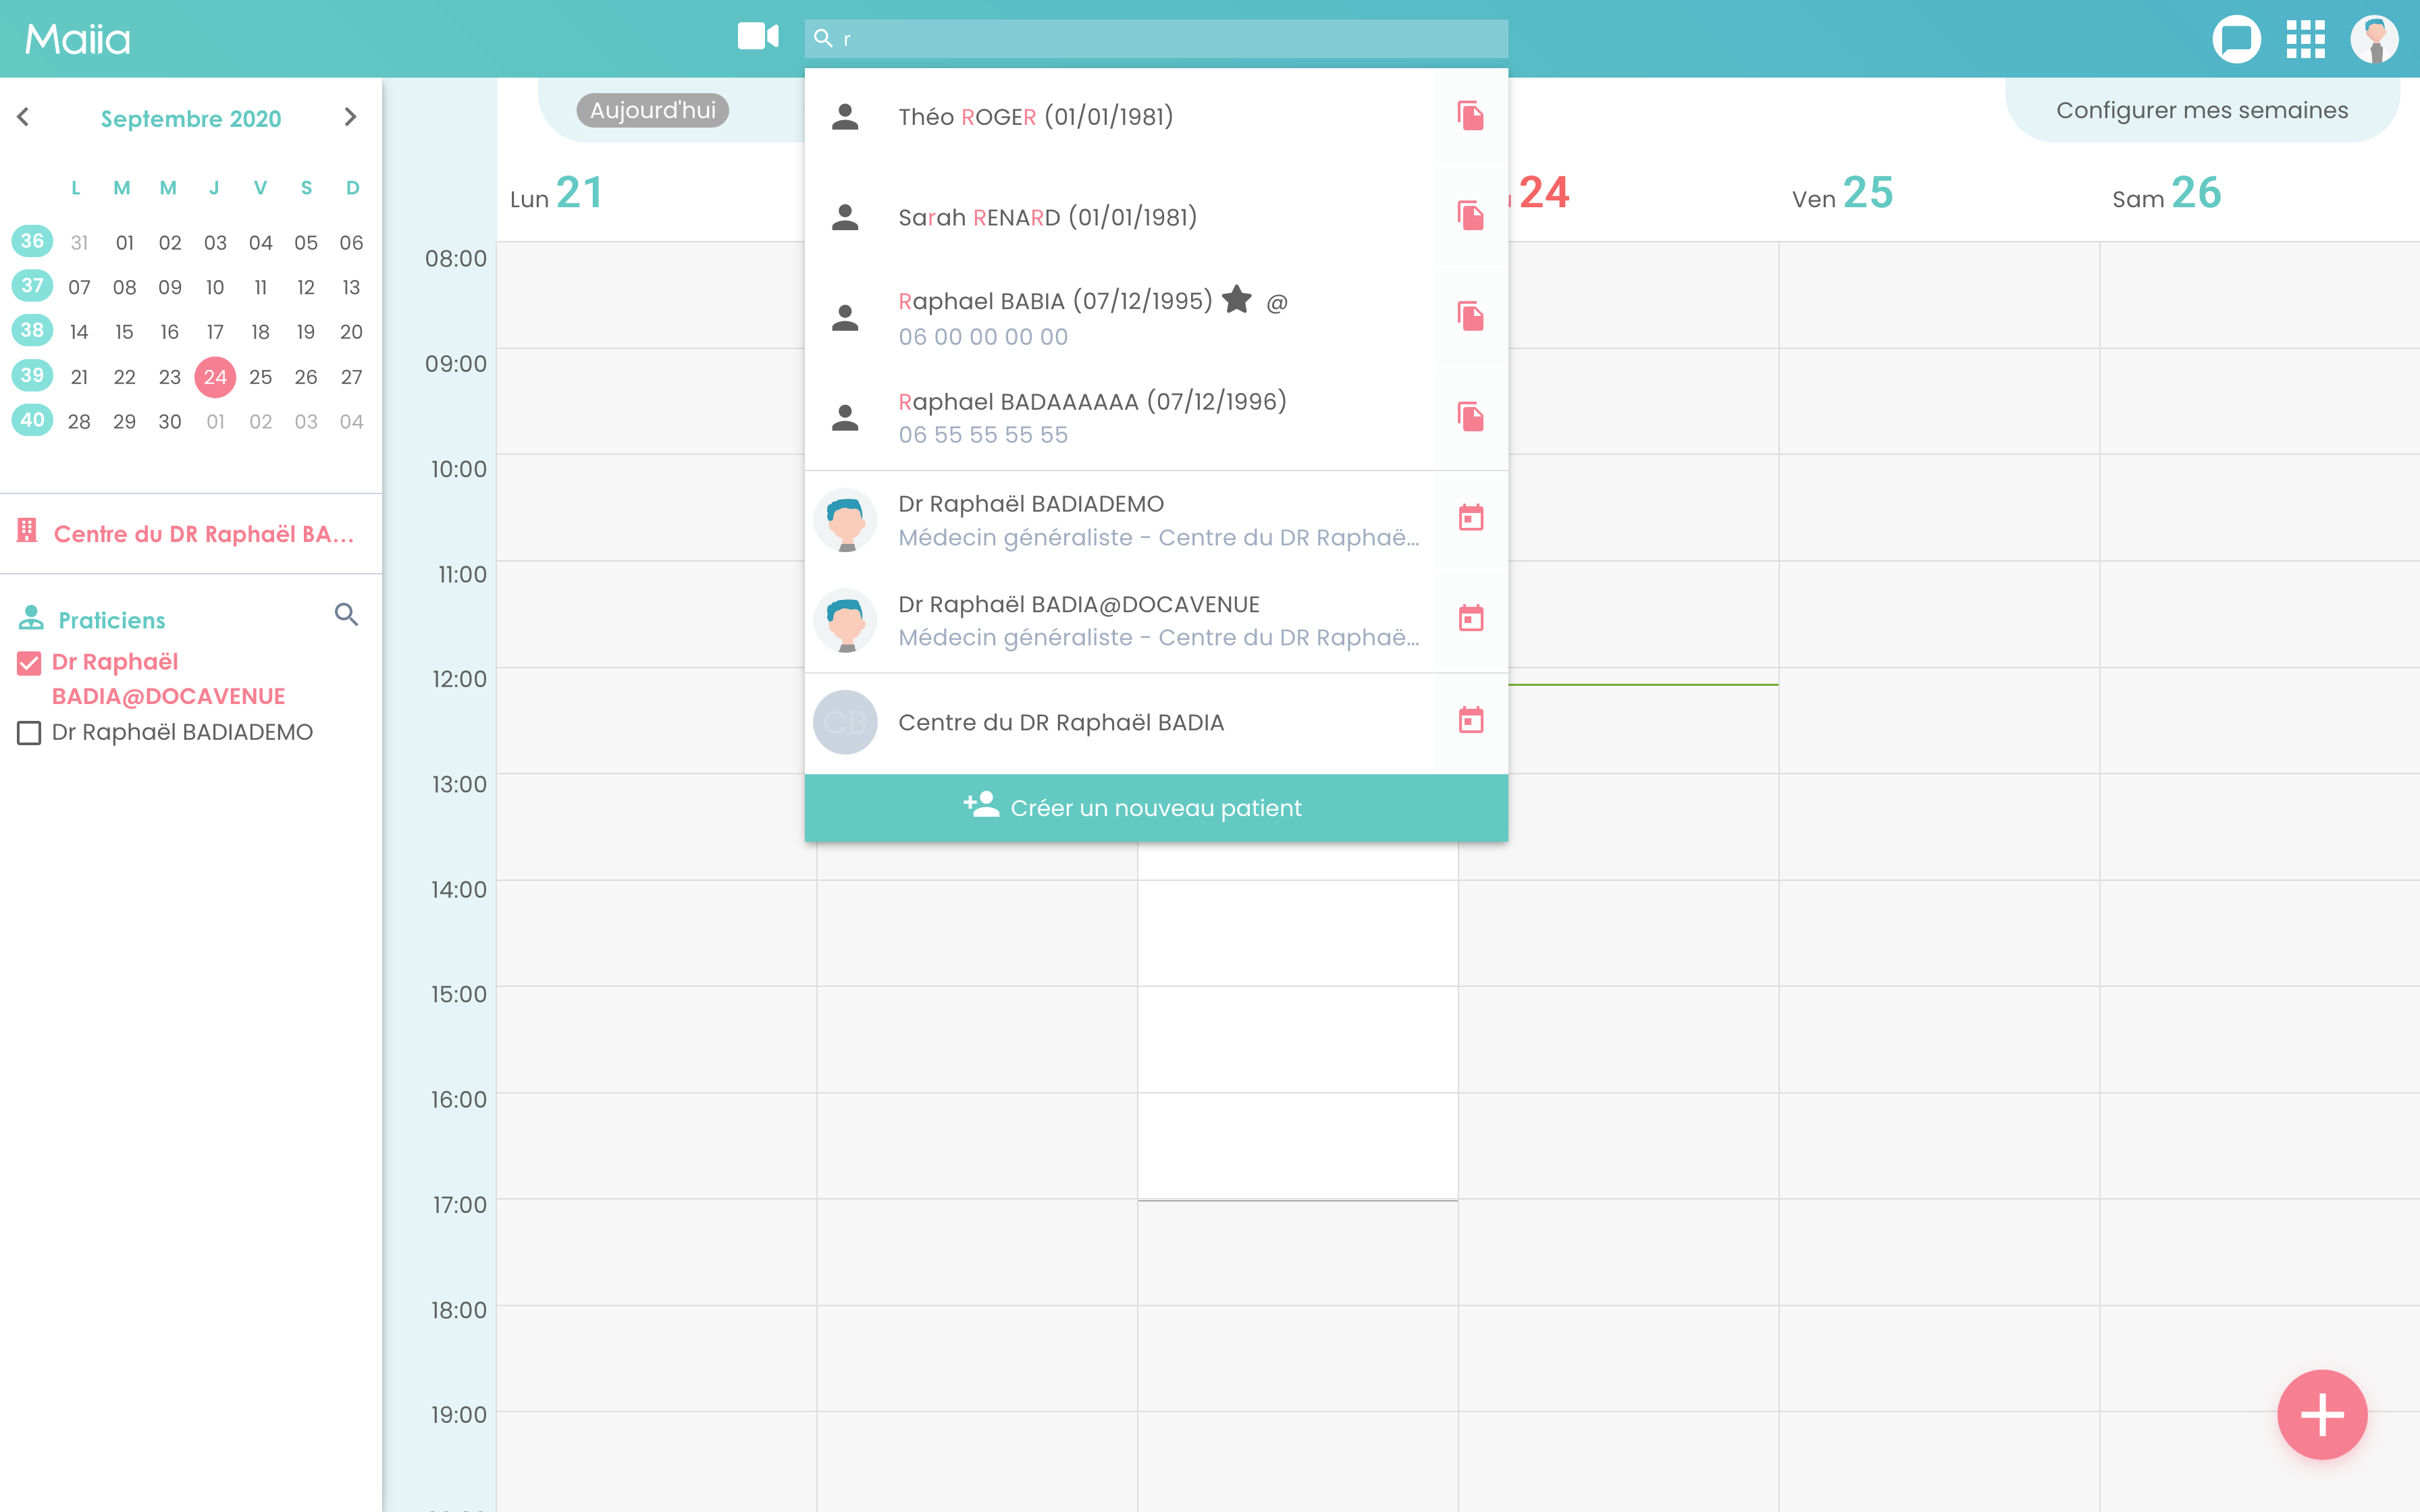 Maiia
r
Septembre 2020
L M M J V S D
36 31 01 02 03 04 05 06
37 07 08 09 10 11 12 13
38 14 15 16 17 18 19 20
39 21 22 23 24 25 26 27
40 28 29 30 01 02 03 04
Centre du DR Raphaël BA...
Praticiens
Dr Raphaël
BADIA@DOCAVENUE
Dr Raphaël BADIADEMO
Aujourd'hui
Configurer mes semaines
Lun 21
24
Ven 25
Sam 26
08:00
09:00
10:00
11:00
12:00
13:00
14:00
15:00
16:00
17:00
18:00
19:00
Théo ROGER (01/01/1981)
Sarah RENARD (01/01/1981)
Raphael BABIA (07/12/1995) @
06 00 00 00 00
Raphael BADAAAAAA (07/12/1996)
06 55 55 55 55
Dr Raphaël BADIADEMO
Médecin généraliste - Centre du DR Raphaë...
Dr Raphaël BADIA@DOCAVENUE
Médecin généraliste - Centre du DR Raphaë...
CB
Centre du DR Raphaël BADIA
Créer un nouveau patient